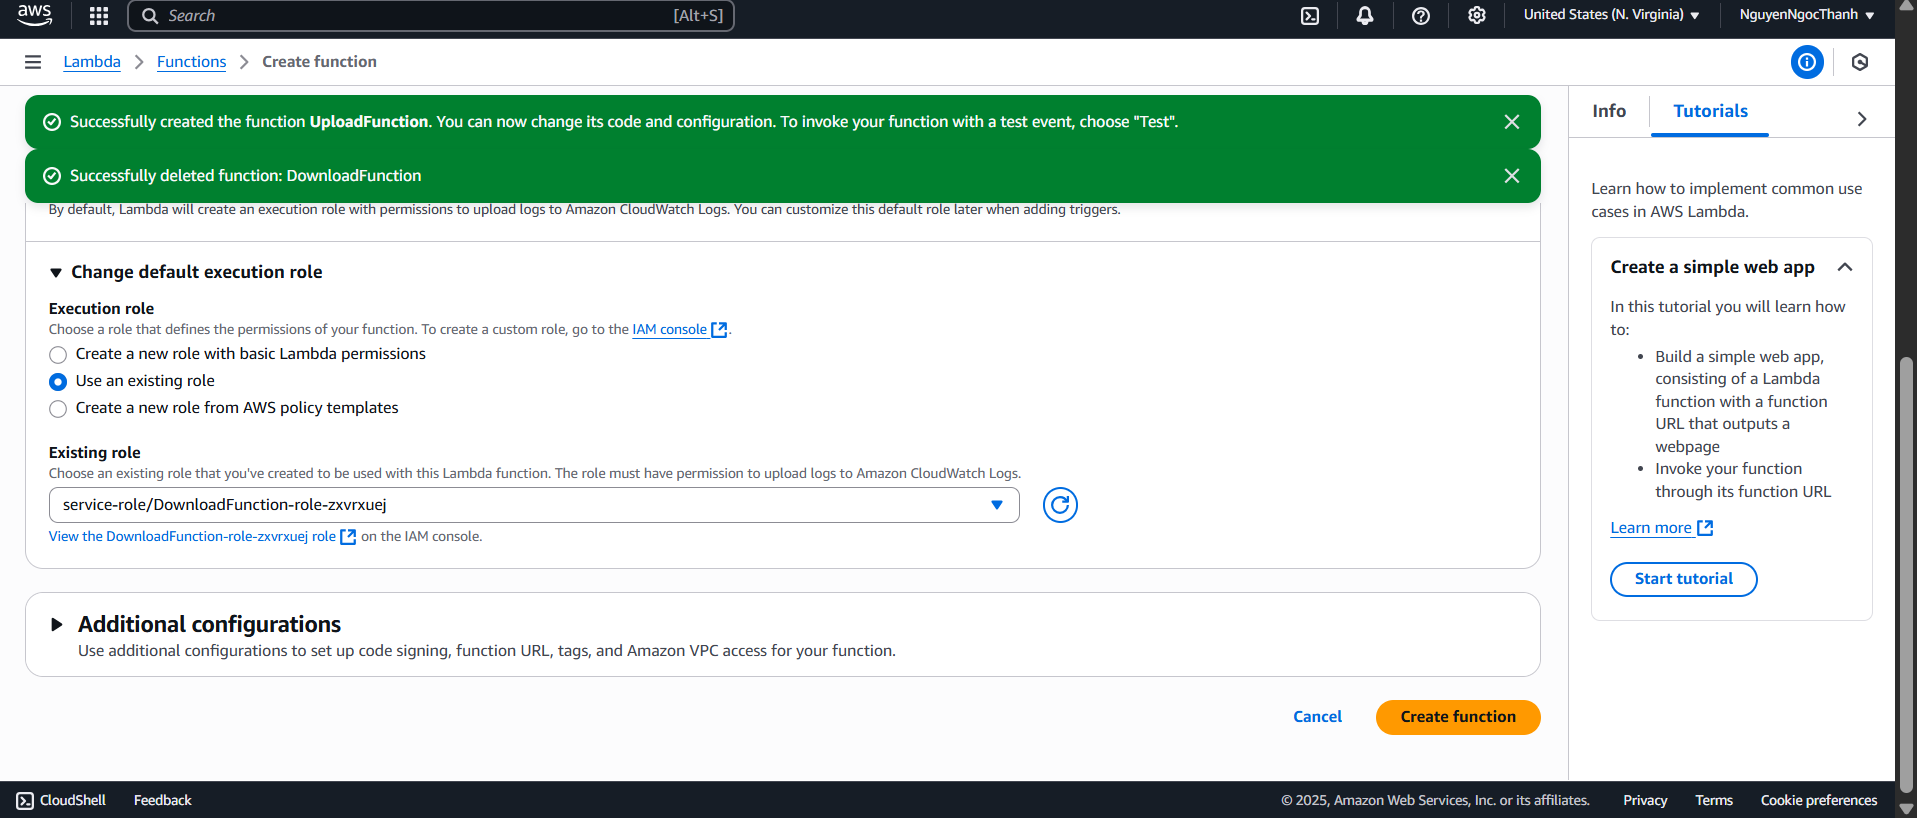 aws
Search
[Alt+S]
United States (N. Virginia)
NguyenNgocThanh
Lambda
Functions
Create function
Successfully created the function UploadFunction. You can now change its code and configuration. To invoke your function with a test event, choose "Test".
Successfully deleted function: DownloadFunction
By default, Lambda will create an execution role with permissions to upload logs to Amazon CloudWatch Logs. You can customize this default role later when adding triggers.
Change default execution role
Execution role
Choose a role that defines the permissions of your function. To create a custom role, go to the IAM console.
Create a new role with basic Lambda permissions
Use an existing role
Create a new role from AWS policy templates
Existing role
Choose an existing role that you've created to be used with this Lambda function. The role must have permission to upload logs to Amazon CloudWatch Logs.
service-role/DownloadFunction-role-zxvrxuej
View the DownloadFunction-role-zxvrxuej role on the IAM console.
Additional configurations
Use additional configurations to set up code signing, function URL, tags, and Amazon VPC access for your function.
Cancel
Create function
Info
Tutorials
Learn how to implement common use
cases in AWS Lambda.
Create a simple web app
In this tutorial you will learn how
to:
• Build a simple web app,
consisting of a Lambda
function with a function
URL that outputs a
webpage
• Invoke your function
through its function URL
Learn more
Start tutorial
CloudShell
Feedback
© 2025, Amazon Web Services, Inc. or its affiliates.
Privacy
Terms
Cookie preferences